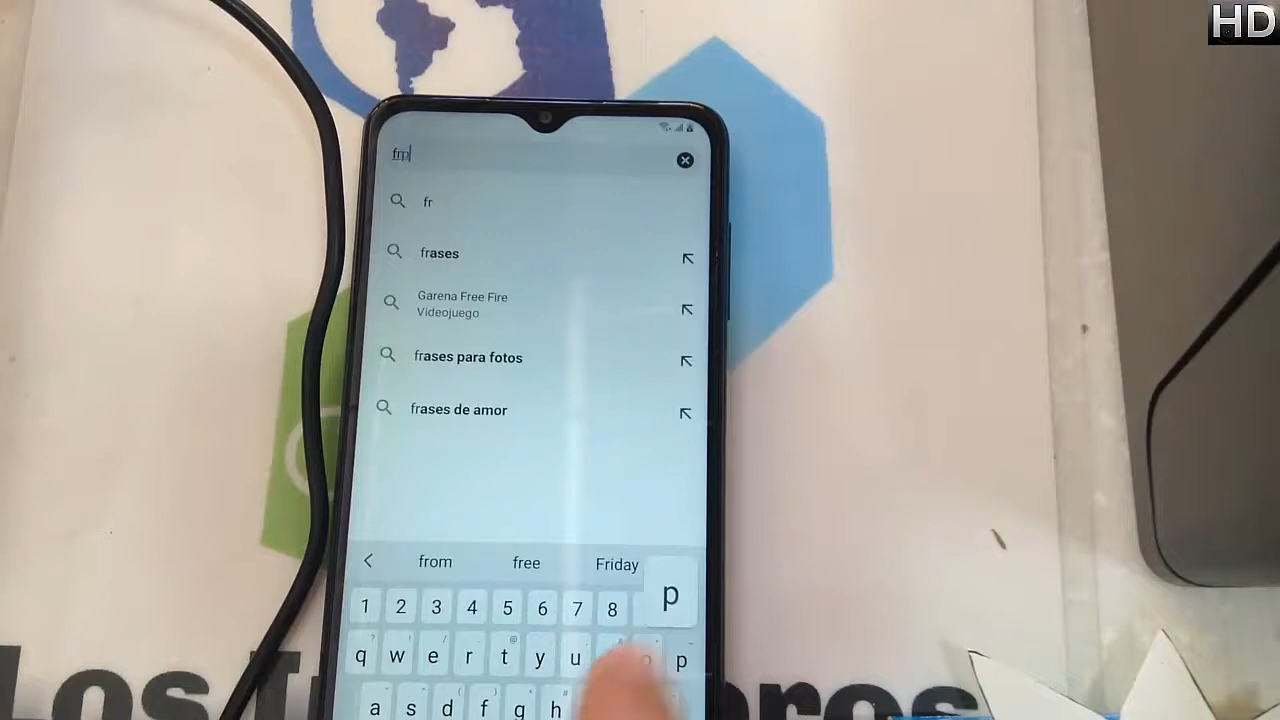 HD
frp
fr
frases
Garena Free Fire
Videojuego
frases para fotos
frases de amor
from free Friday
p
1 2 3 4 5 6 7 8
q w e r t y u o p
a s d f g h
Los